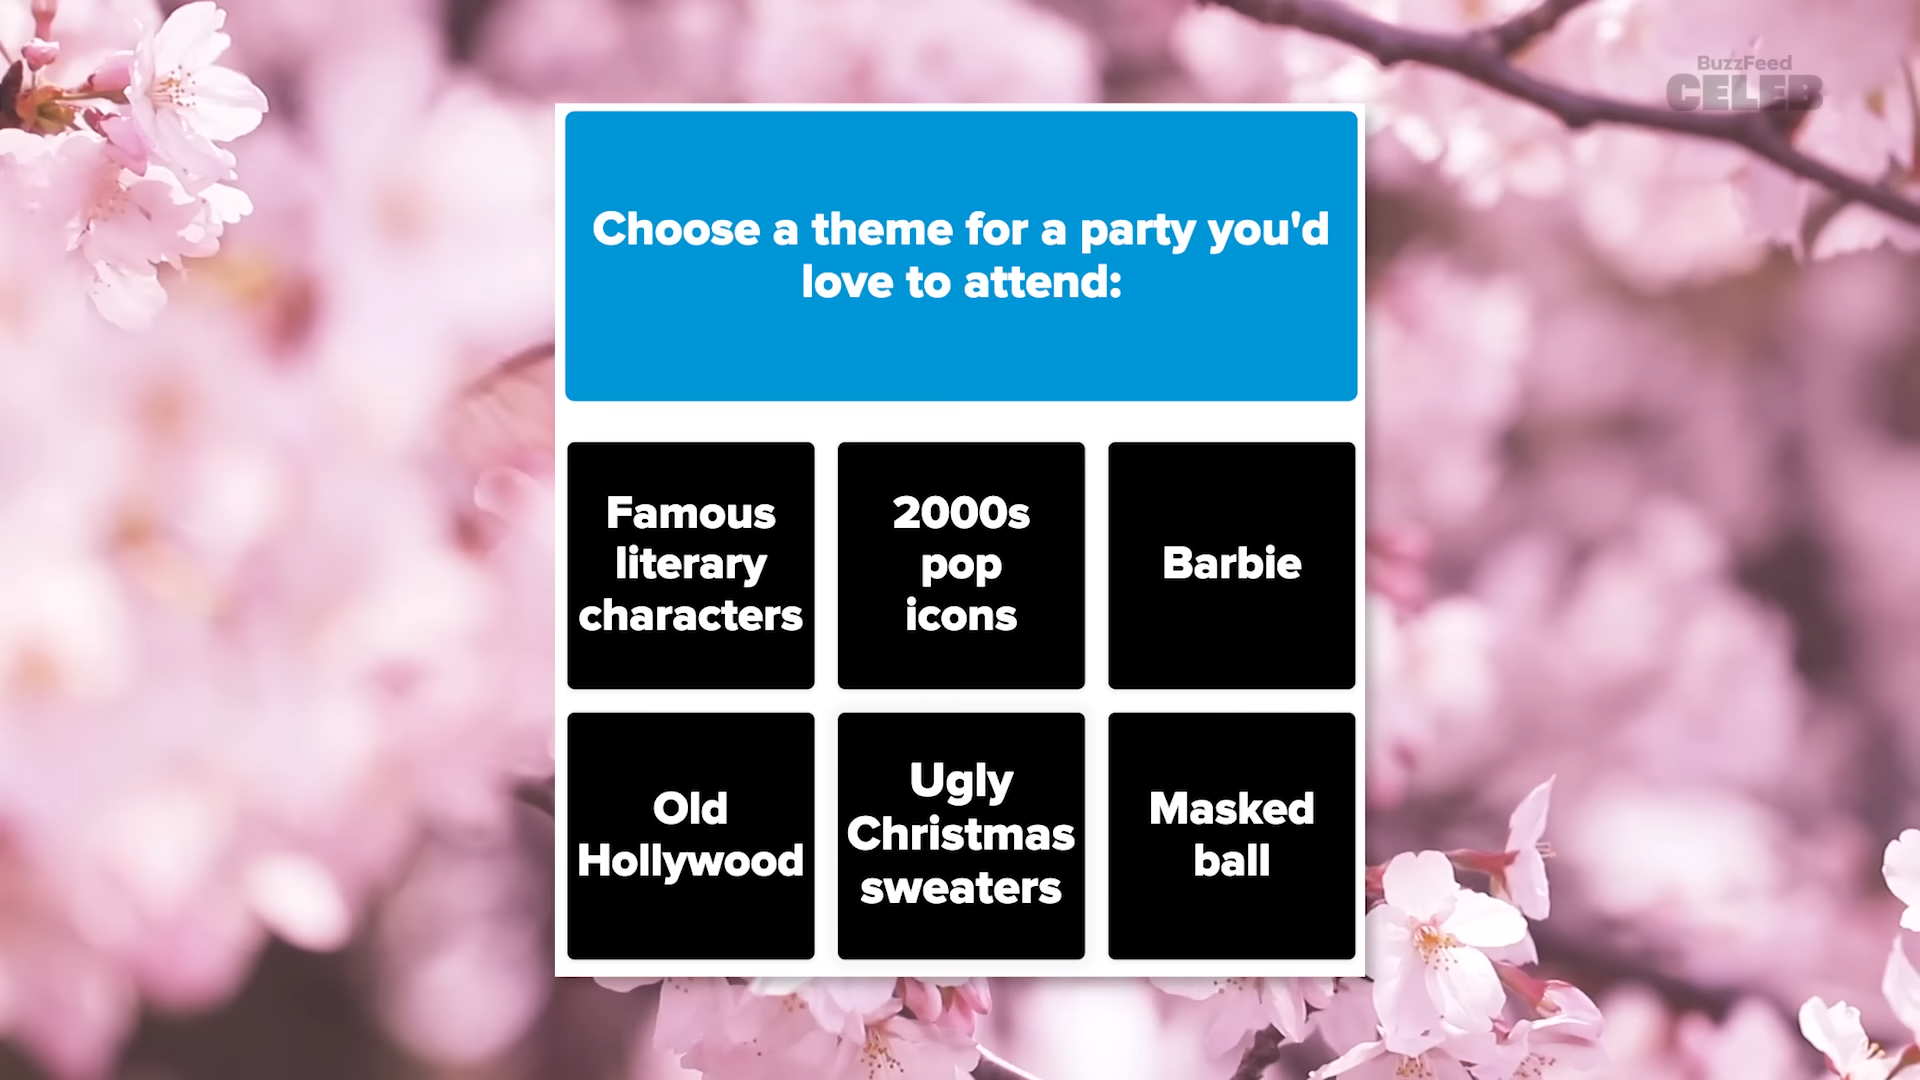 BuzzFeed
CELEB
Choose a theme for a party you'd
love to attend:
Famous
literary
characters
2000s
pop
icons
Barbie
Old
Hollywood
Ugly
Christmas
sweaters
Masked
ball